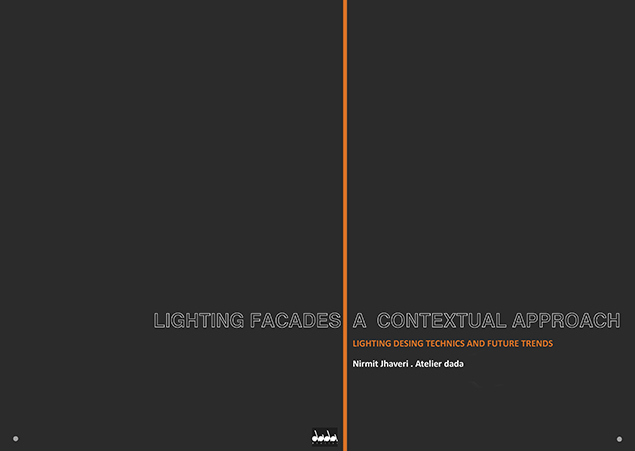 LIGHTING FACADES A CONTEXTUAL APPROACH
LIGHTING DESING TECHNICS AND FUTURE TRENDS
Nirmit Jhaveri . Atelier dada
dada